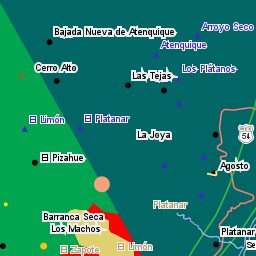 Arroyo Seco
Bajada Nueva de Atenquique
Atenquique
Cerro Alto
Las Tejas
Los Plátanos
El Limón
El Platanar
La Joya
54
El Pizahue
Agosto
Platanar
Barranca Seca
Los Machos
Platanar
Se
El Zapote
El Limón